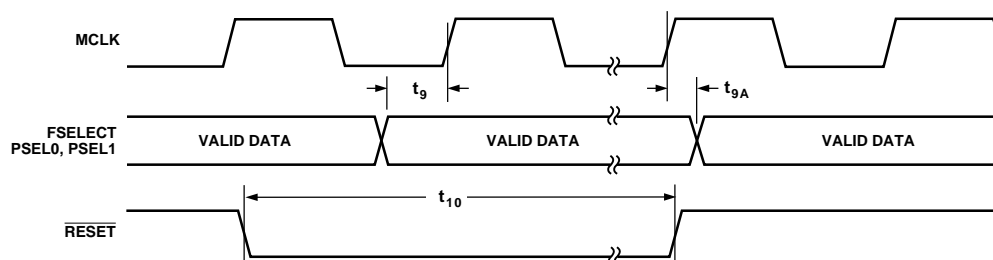 MCLK
t9
t9A
FSELECT
PSEL0, PSEL1
VALID DATA
VALID DATA
VALID DATA
t10
RESET